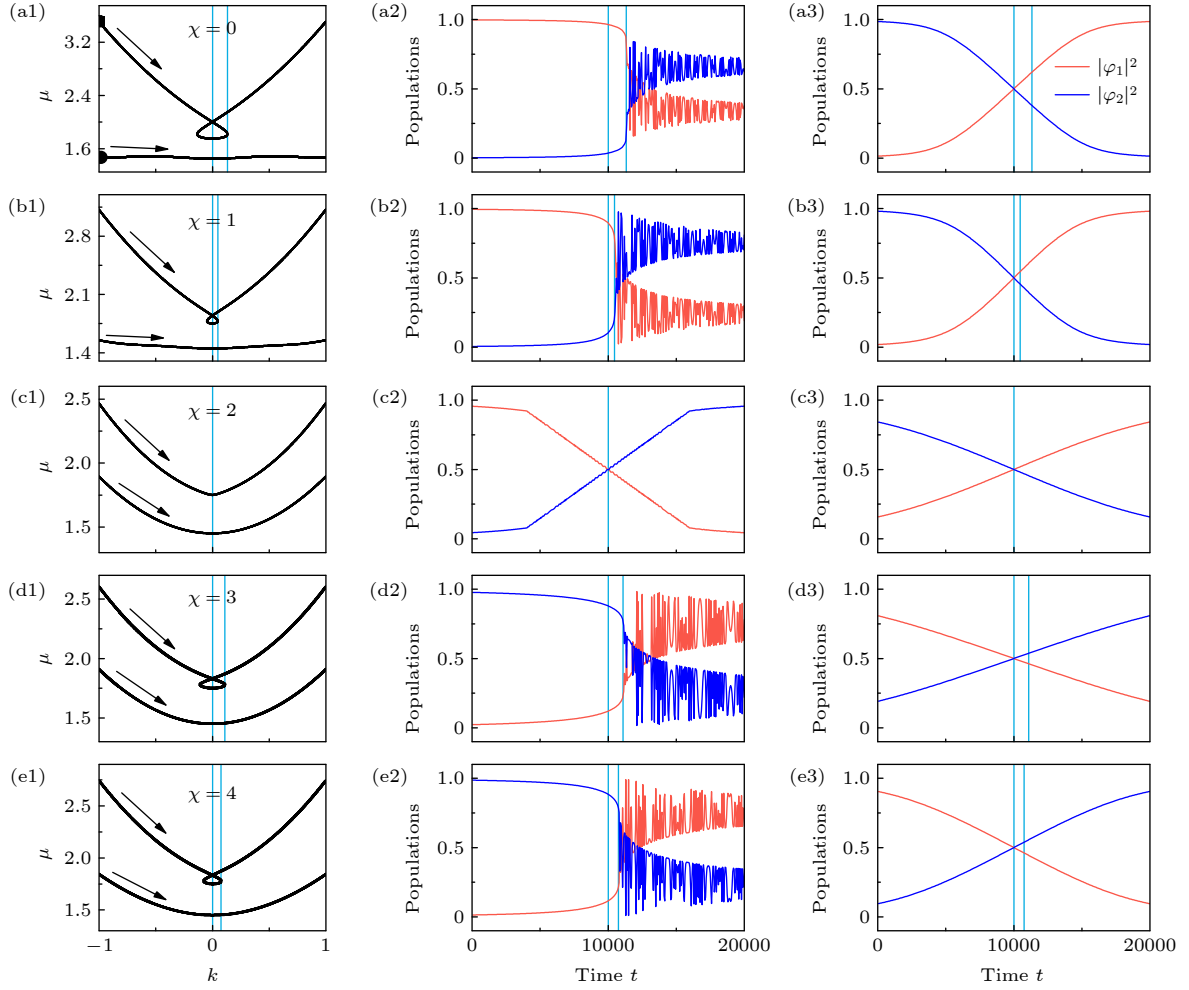 (a1)
χ = 0
3.2
2.4
1.6
μ
(a2)
1.0
0.5
0
Populations
(a3)
1.0
0.5
0
Populations
|φ₁|²
|φ₂|²
(b1)
χ = 1
2.8
2.1
1.4
μ
(b2)
1.0
0.5
0
Populations
(b3)
1.0
0.5
0
Populations
(c1)
χ = 2
2.5
2.0
1.5
μ
(c2)
1.0
0.5
0
Populations
(c3)
1.0
0.5
0
Populations
(d1)
χ = 3
2.5
2.0
1.5
μ
(d2)
1.0
0.5
0
Populations
(d3)
1.0
0.5
0
Populations
(e1)
χ = 4
2.5
2.0
1.5
μ
−1 0 1
k
(e2)
1.0
0.5
0
Populations
0 10000 20000
Time t
(e3)
1.0
0.5
0
Populations
0 10000 20000
Time t